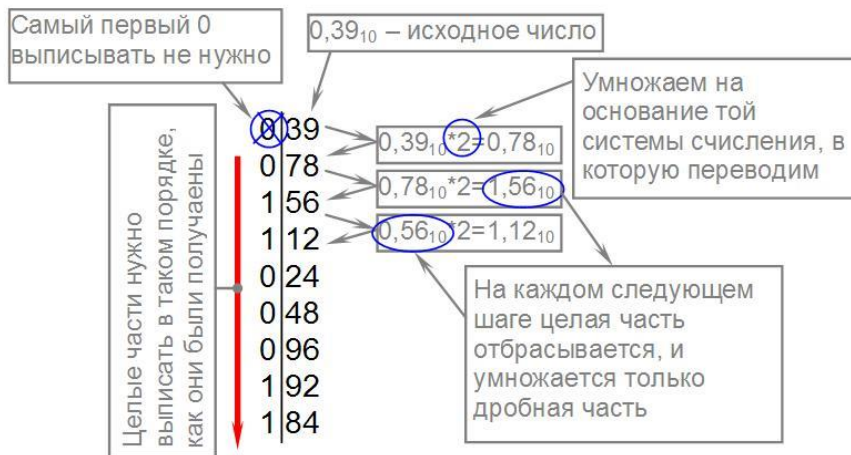 Самый первый 0
выписывать не нужно
0,39₁₀ – исходное число
Умножаем на
основание той
системы счисления, в
которую переводим
Целые части нужно
выписать в таком порядке,
как они были получаены
0 39
0 78
1 56
1 12
0 24
0 48
0 96
1 92
1 84
0,39₁₀*2=0,78₁₀
0,78₁₀*2=1,56₁₀
0,56₁₀*2=1,12₁₀
На каждом следующем
шаге целая часть
отбрасывается, и
умножается только
дробная часть